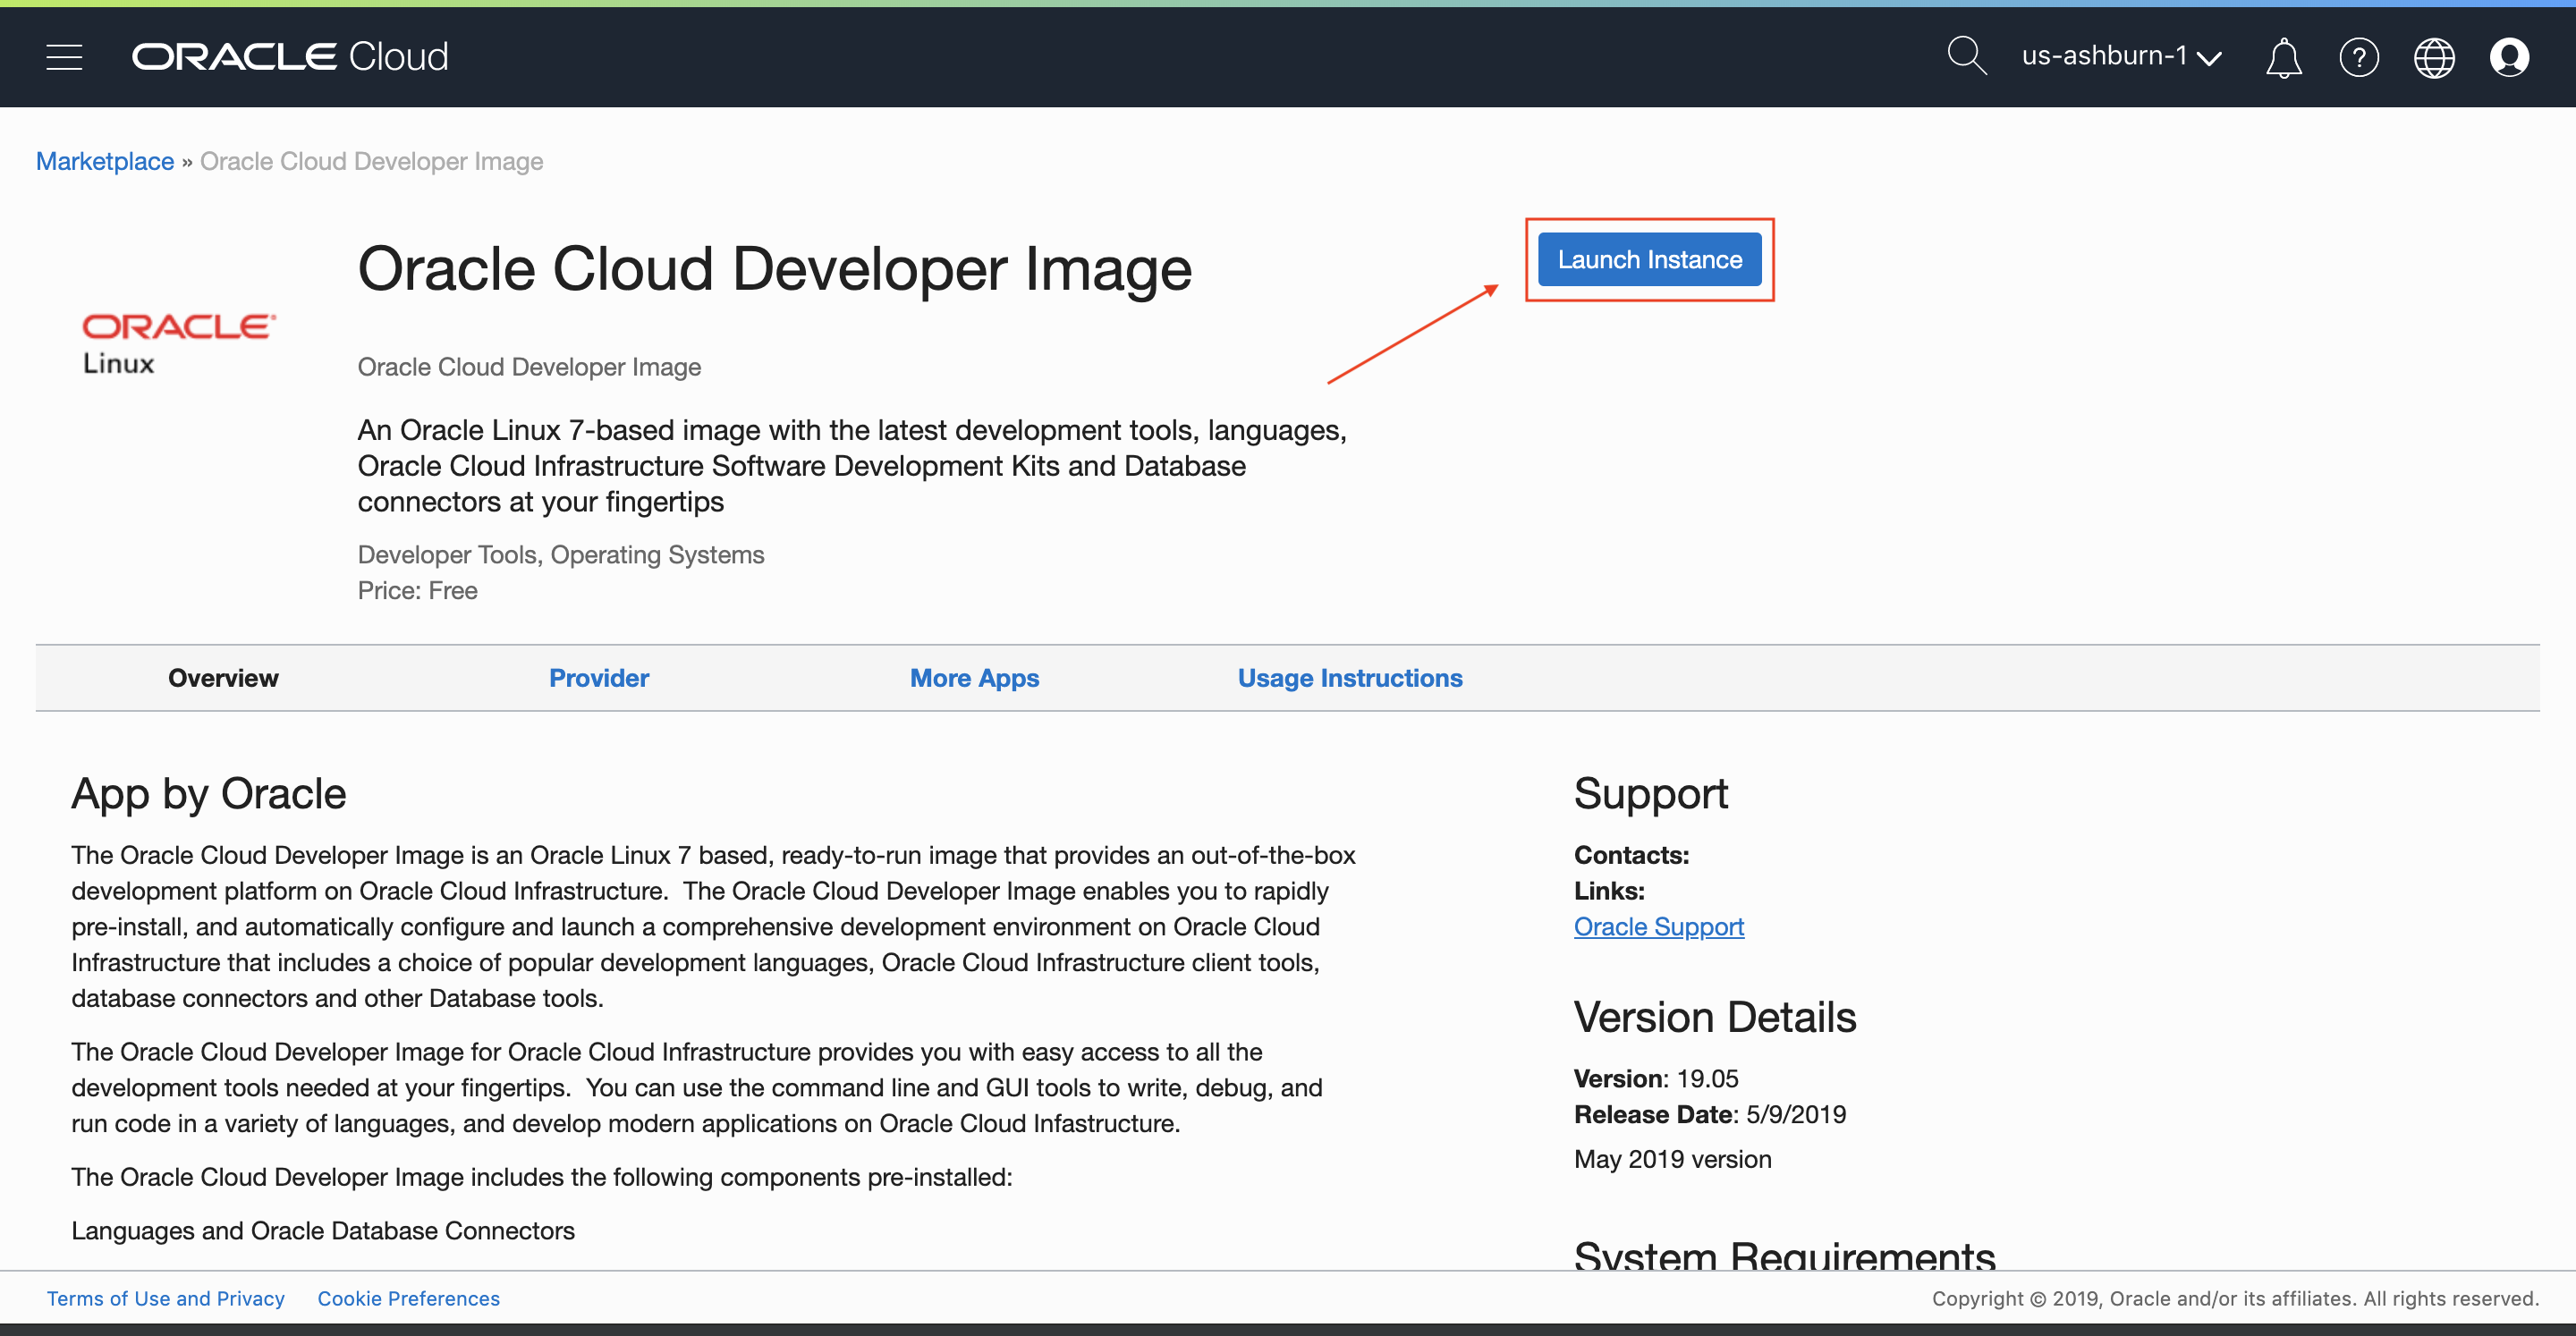 ORACLE Cloud
us-ashburn-1
Marketplace » Oracle Cloud Developer Image
Oracle Cloud Developer Image
Launch Instance
ORACLE
Linux
Oracle Cloud Developer Image
An Oracle Linux 7-based image with the latest development tools, languages,
Oracle Cloud Infrastructure Software Development Kits and Database
connectors at your fingertips
Developer Tools, Operating Systems
Price: Free
Overview
Provider
More Apps
Usage Instructions
App by Oracle
The Oracle Cloud Developer Image is an Oracle Linux 7 based, ready-to-run image that provides an out-of-the-box
development platform on Oracle Cloud Infrastructure.  The Oracle Cloud Developer Image enables you to rapidly
pre-install, and automatically configure and launch a comprehensive development environment on Oracle Cloud
Infrastructure that includes a choice of popular development languages, Oracle Cloud Infrastructure client tools,
database connectors and other Database tools.
The Oracle Cloud Developer Image for Oracle Cloud Infrastructure provides you with easy access to all the
development tools needed at your fingertips.  You can use the command line and GUI tools to write, debug, and
run code in a variety of languages, and develop modern applications on Oracle Cloud Infastructure.
The Oracle Cloud Developer Image includes the following components pre-installed:
Languages and Oracle Database Connectors
Support
Contacts:
Links:
Oracle Support
Version Details
Version: 19.05
Release Date: 5/9/2019
May 2019 version
System Requirements
Terms of Use and Privacy
Cookie Preferences
Copyright © 2019, Oracle and/or its affiliates. All rights reserved.